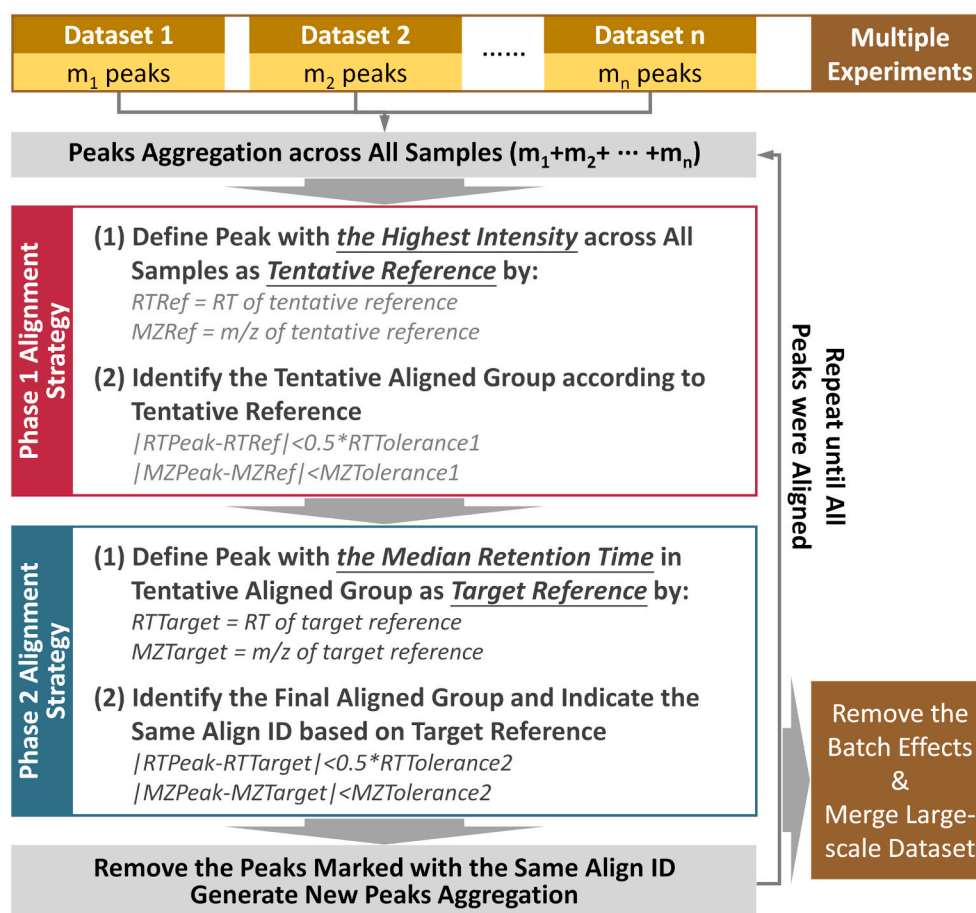 Dataset 1
Dataset 2
......
Dataset n
Multiple
Experiments
m1 peaks
m2 peaks
mn peaks
Peaks Aggregation across All Samples (m1+m2+ ··· +mn)
Phase 1 Alignment
Strategy
(1) Define Peak with the Highest Intensity across All
Samples as Tentative Reference by:
RTRef = RT of tentative reference
MZRef = m/z of tentative reference
(2) Identify the Tentative Aligned Group according to
Tentative Reference
|RTPeak-RTRef|<0.5*RTTolerance1
|MZPeak-MZRef|<MZTolerance1
Phase 2 Alignment
Strategy
(1) Define Peak with the Median Retention Time in
Tentative Aligned Group as Target Reference by:
RTTarget = RT of target reference
MZTarget = m/z of target reference
(2) Identify the Final Aligned Group and Indicate the
Same Align ID based on Target Reference
|RTPeak-RTTarget|<0.5*RTTolerance2
|MZPeak-MZTarget|<MZTolerance2
Remove the Peaks Marked with the Same Align ID
Generate New Peaks Aggregation
Repeat until All
Peaks were Aligned
Remove the
Batch Effects
&
Merge Large-
scale Dataset